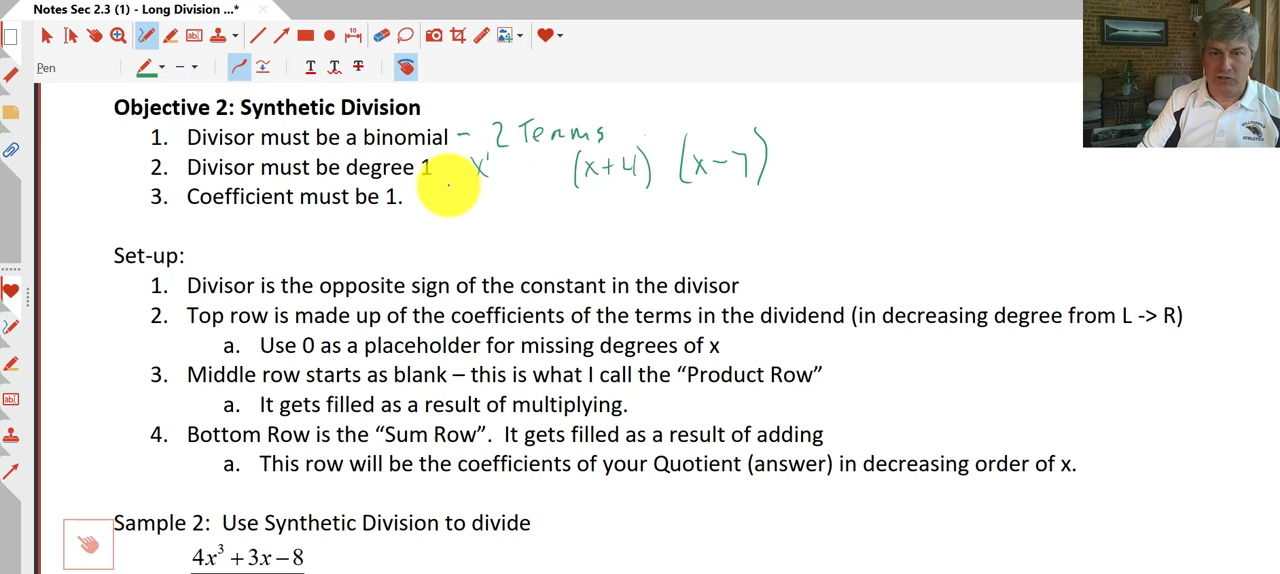 Notes Sec 2.3 (1) - Long Division ...*
Pen
Objective 2: Synthetic Division
1. Divisor must be a binomial - 2 Terms
2. Divisor must be degree 1 x¹ (x+4) (x-7)
3. Coefficient must be 1.
Set-up:
1. Divisor is the opposite sign of the constant in the divisor
2. Top row is made up of the coefficients of the terms in the dividend (in decreasing degree from L -> R)
a. Use 0 as a placeholder for missing degrees of x
3. Middle row starts as blank – this is what I call the “Product Row”
a. It gets filled as a result of multiplying.
4. Bottom Row is the “Sum Row”. It gets filled as a result of adding
a. This row will be the coefficients of your Quotient (answer) in decreasing order of x.
Sample 2: Use Synthetic Division to divide
4x³ + 3x – 8